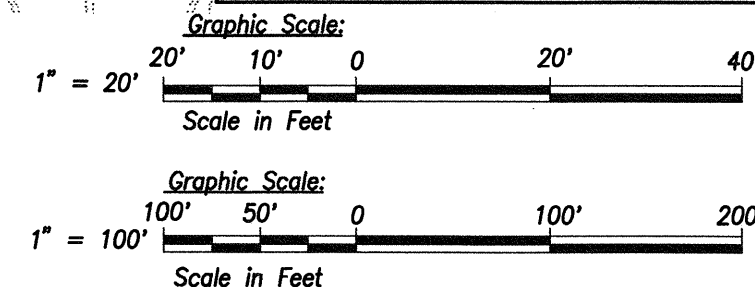 Graphic Scale:
20' 10' 0 20' 40
1" = 20'
Scale in Feet
Graphic Scale:
100' 50' 0 100' 200
1" = 100'
Scale in Feet